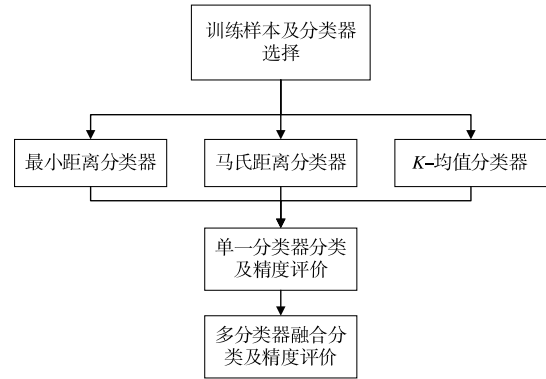 训练样本及分类器
选择
最小距离分类器
马氏距离分类器
K-均值分类器
单一分类器分类
及精度评价
多分类器融合分
类及精度评价